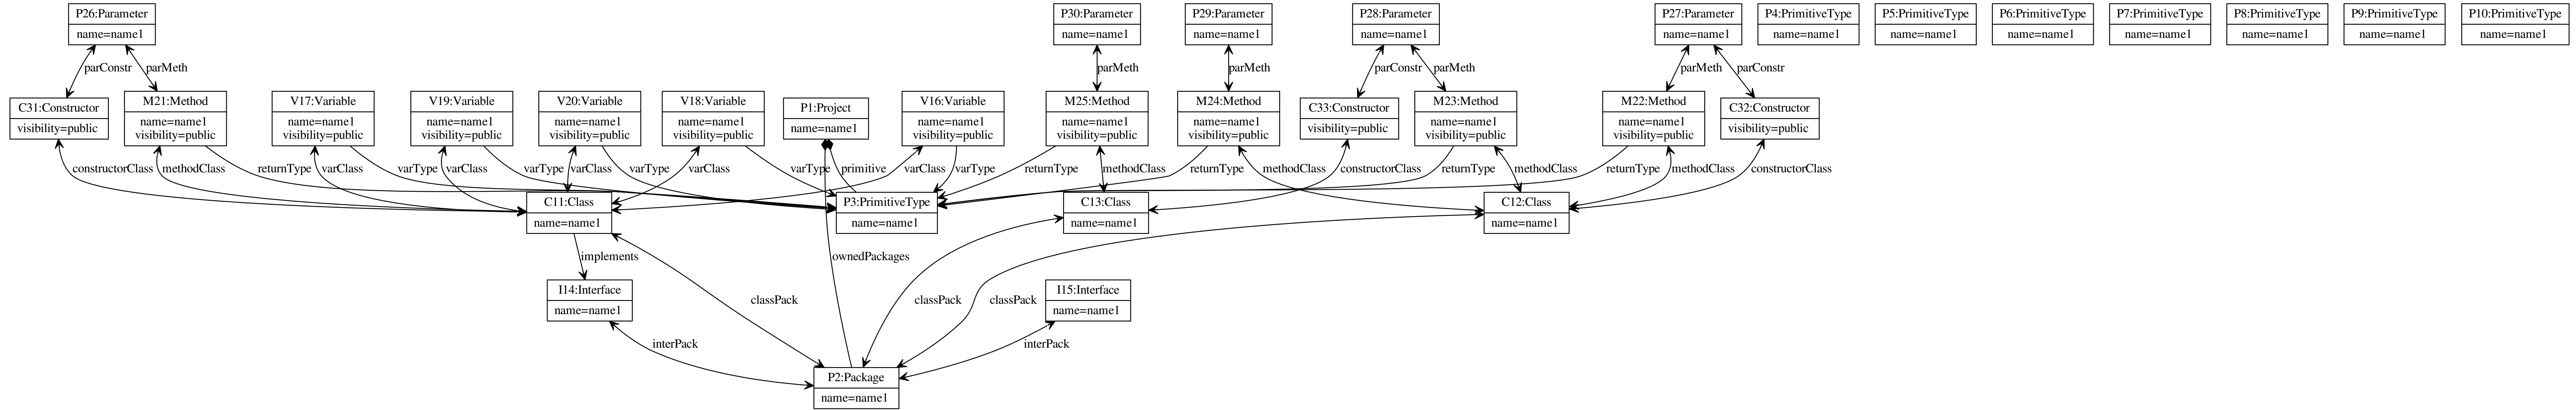 P26:Parameter
name=name1
P30:Parameter
name=name1
P29:Parameter
name=name1
P28:Parameter
name=name1
P27:Parameter
name=name1
P4:PrimitiveType
name=name1
P5:PrimitiveType
name=name1
P6:PrimitiveType
name=name1
P7:PrimitiveType
name=name1
P8:PrimitiveType
name=name1
P9:PrimitiveType
name=name1
P10:PrimitiveType
name=name1
parConstr
parMeth
parMeth
parMeth
parConstr
parMeth
parMeth
parConstr
C31:Constructor
visibility=public
M21:Method
name=name1
visibility=public
V17:Variable
name=name1
visibility=public
V19:Variable
name=name1
visibility=public
V20:Variable
name=name1
visibility=public
V18:Variable
name=name1
visibility=public
P1:Project
name=name1
V16:Variable
name=name1
visibility=public
M25:Method
name=name1
visibility=public
M24:Method
name=name1
visibility=public
C33:Constructor
visibility=public
M23:Method
name=name1
visibility=public
M22:Method
name=name1
visibility=public
C32:Constructor
visibility=public
constructorClass
methodClass
returnType
varClass
varType
varClass
varType
varClass
varType
varClass
varType
primitive
varClass
varType
returnType
methodClass
returnType
methodClass
constructorClass
returnType
methodClass
returnType
methodClass
constructorClass
C11:Class
name=name1
P3:PrimitiveType
name=name1
C13:Class
name=name1
C12:Class
name=name1
implements
ownedPackages
I14:Interface
name=name1
classPack
classPack
classPack
I15:Interface
name=name1
interPack
interPack
P2:Package
name=name1